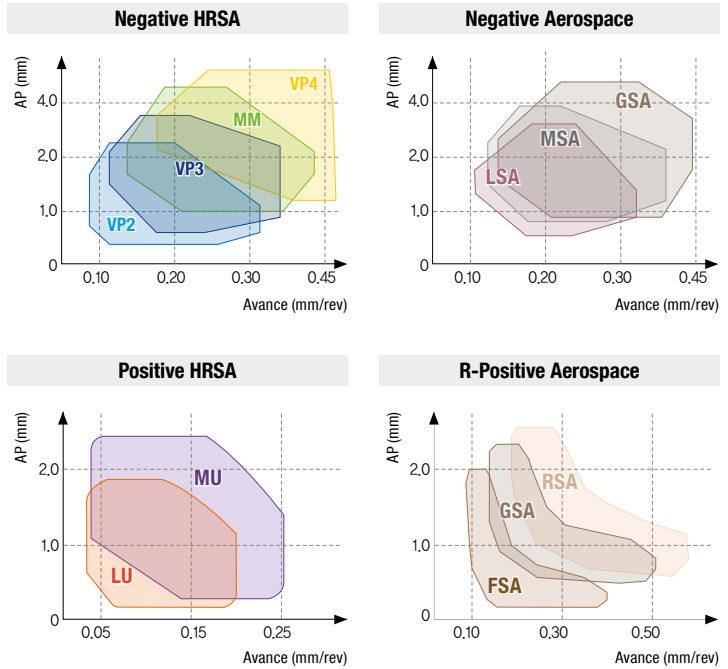 Negative HRSA
AP (mm)
4.0
2.0
1.0
0
VP4
MM
VP3
VP2
0.10
0.20
0.30
0.45
Avance (mm/rev)
Negative Aerospace
AP (mm)
4.0
2.0
1.0
0
GSA
MSA
LSA
0.10
0.20
0.30
0.45
Avance (mm/rev)
Positive HRSA
AP (mm)
2.0
1.0
0
MU
LU
0.05
0.15
0.25
Avance (mm/rev)
R-Positive Aerospace
AP (mm)
2.0
1.0
0
RSA
GSA
FSA
0.10
0.30
0.50
Avance (mm/rev)